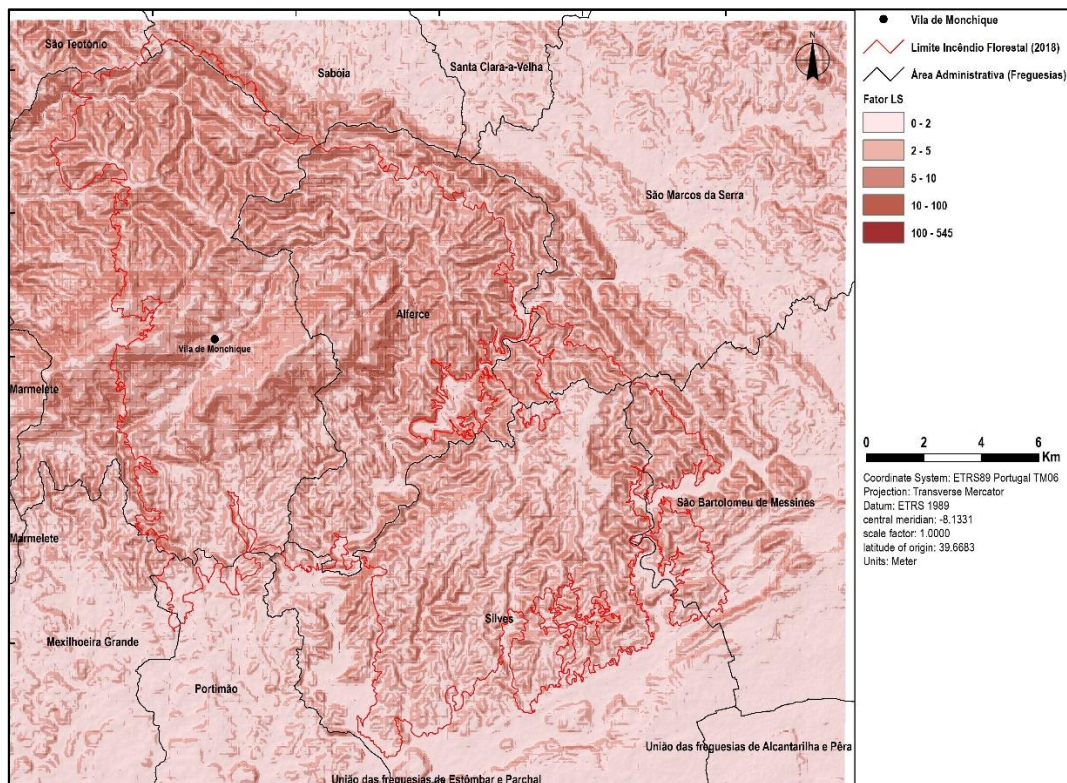 São Teotónio
Sabóia
Santa Clara-a-Velha
São Marcos da Serra
Alferce
Vila de Monchique
Marmelete
São Bartolomeu de Messines
Marmelete
Silves
Mexilhoeira Grande
Portimão
União das freguesias de Alcantarilha e Pêra
União das freguesias de Estômbar e Parchal
N
Vila de Monchique
Limite Incêndio Florestal (2018)
Área Administrativa (Freguesias)
Fator LS
0 - 2
2 - 5
5 - 10
10 - 100
100 - 545
0 2 4 6
Km
Coordinate System: ETRS89 Portugal TM06
Projection: Transverse Mercator
Datum: ETRS 1989
central meridian: -8.1331
scale factor: 1.0000
latitude of origin: 39.6683
Units: Meter